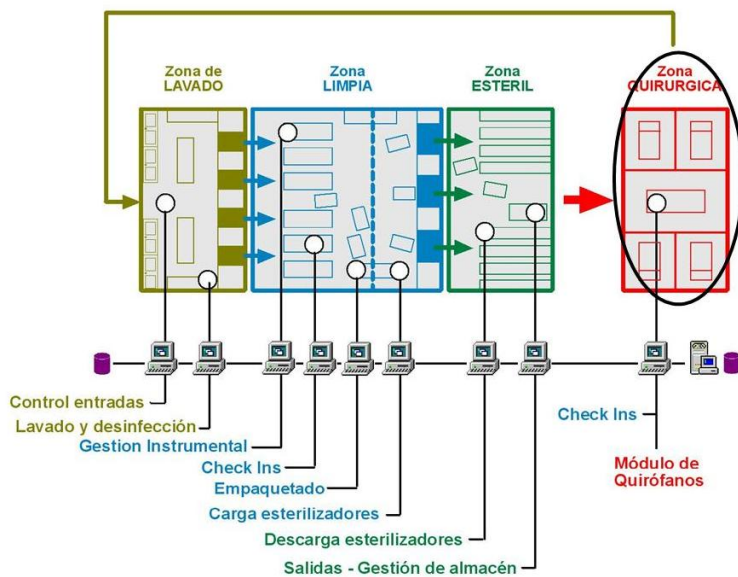 Zona de
LAVADO
Zona
LIMPIA
Zona
ESTERIL
Zona
QUIRURGICA
Control entradas
Lavado y desinfección
Gestion Instrumental
Check Ins
Empaquetado
Carga esterilizadores
Descarga esterilizadores
Salidas - Gestión de almacén
Check Ins
Módulo de
Quirófanos